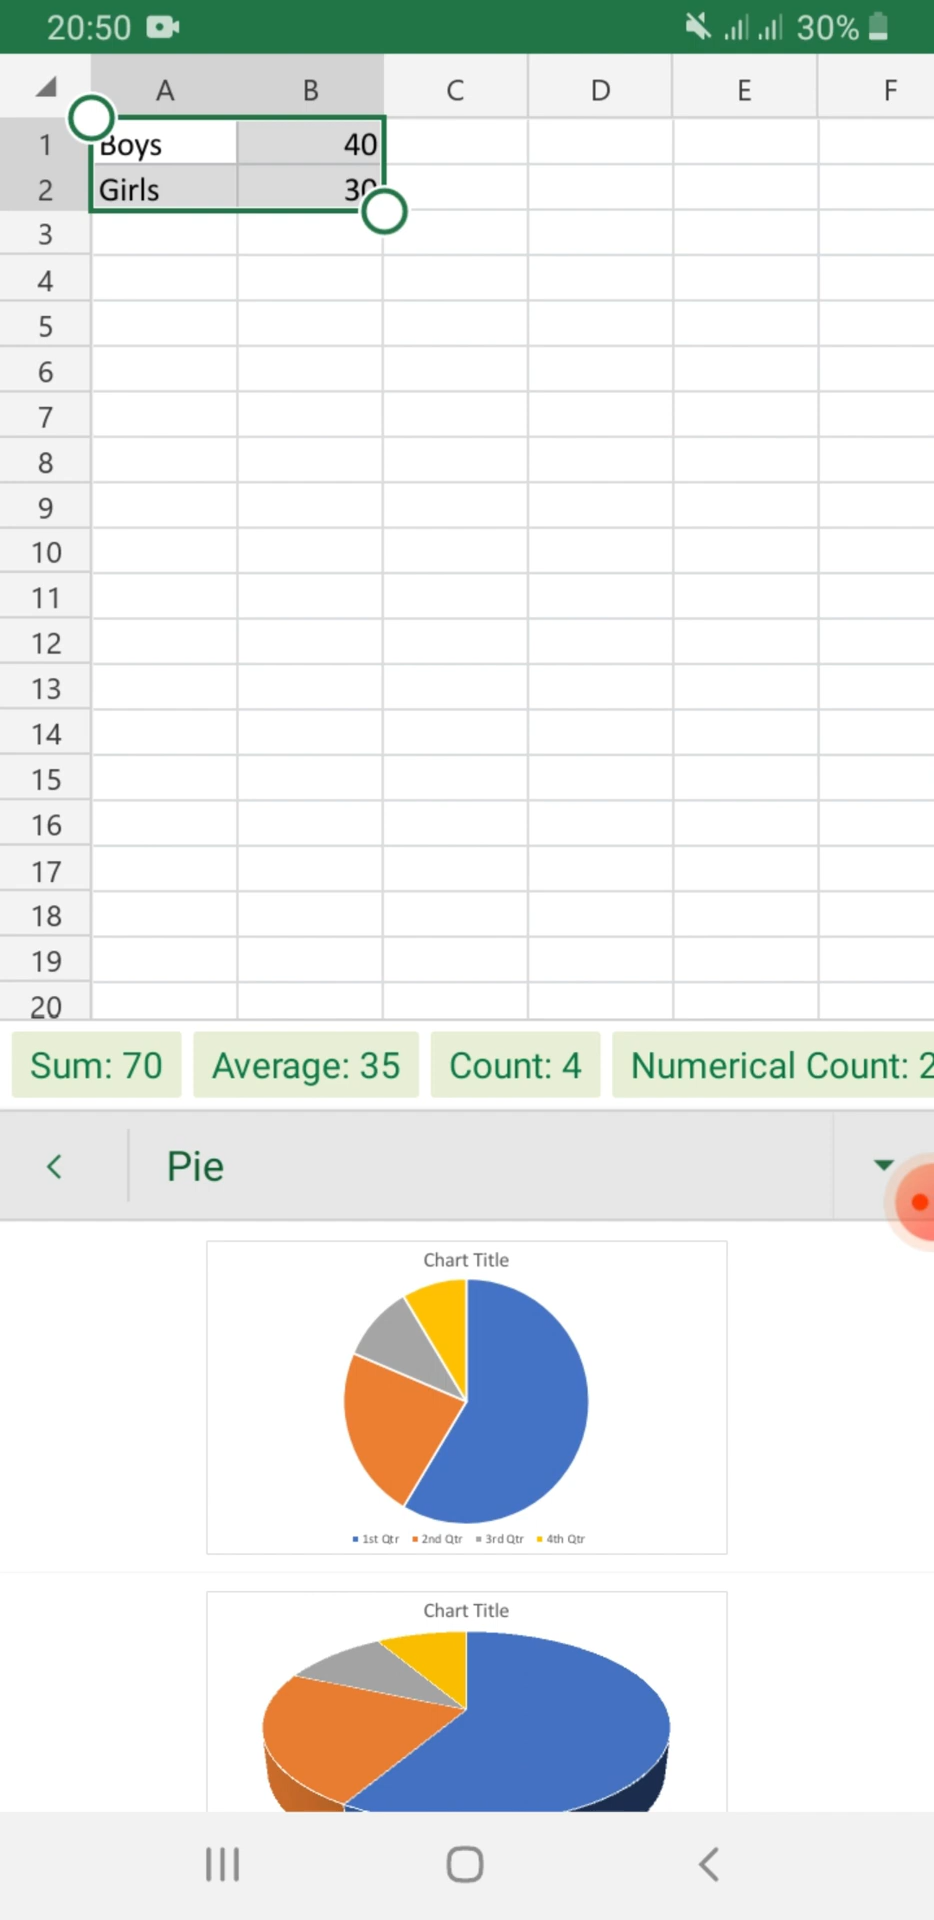 20:50 30%
A B C D E F
1 Boys 40
2 Girls 30
3
4
5
6
7
8
9
10
11
12
13
14
15
16
17
18
19
20
Sum: 70 Average: 35 Count: 4 Numerical Count: 2
Pie
Chart Title
1st Qtr 2nd Qtr 3rd Qtr 4th Qtr
Chart Title